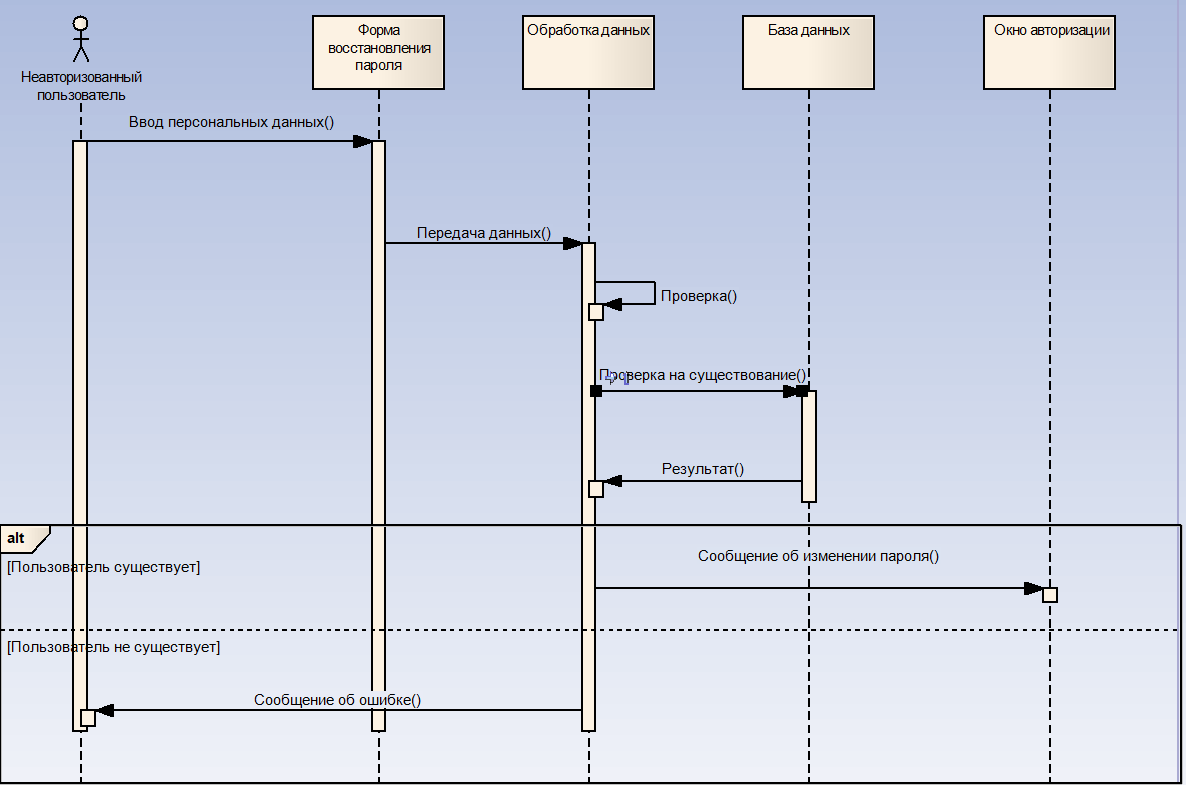 Неавторизованный
пользователь
Форма
восстановления
пароля
Обработка данных
База данных
Окно авторизации
Ввод персональных данных()
Передача данных()
Проверка()
Проверка на существование()
Результат()
alt
[Пользователь существует]
Сообщение об изменении пароля()
[Пользователь не существует]
Сообщение об ошибке()